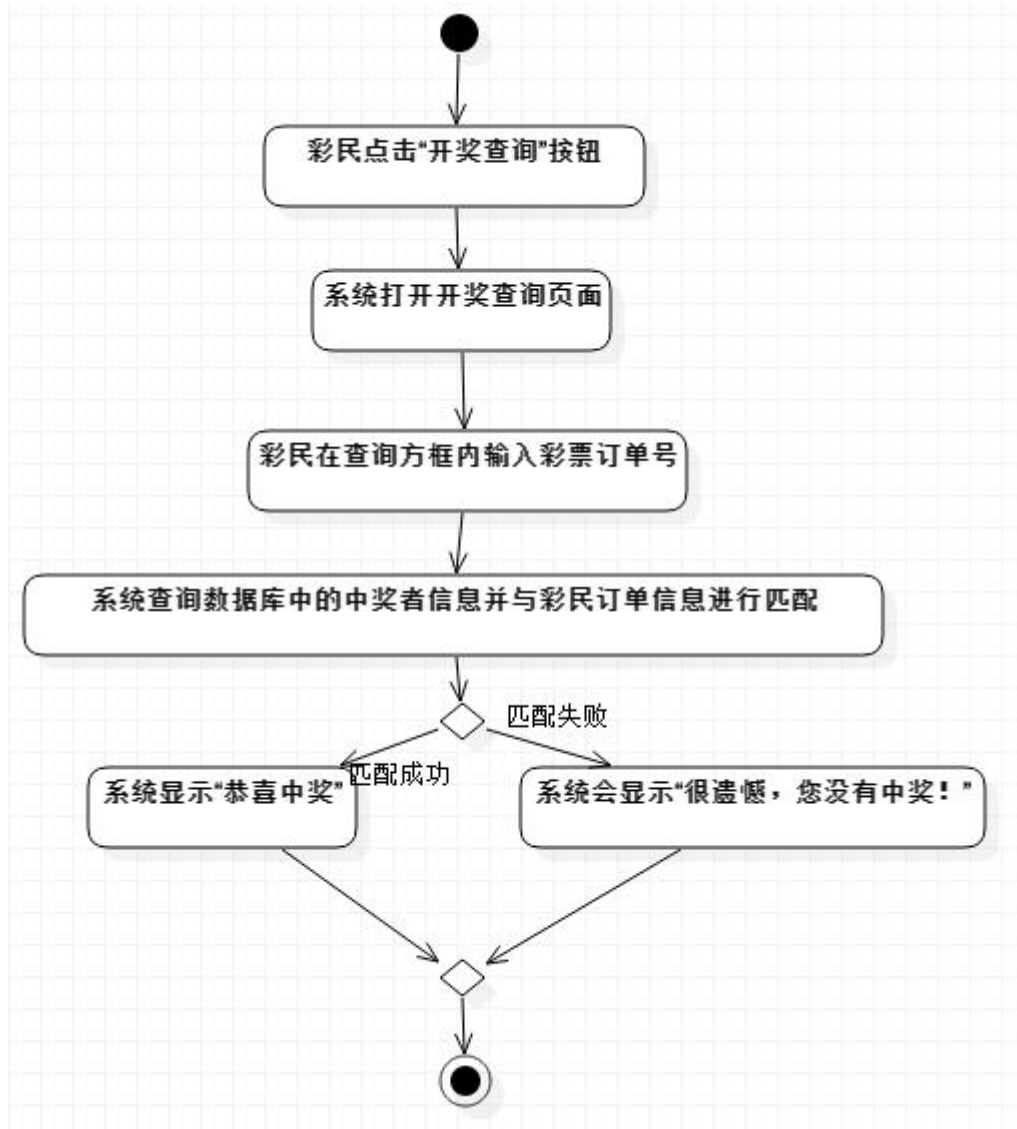 彩民点击“开奖查询”按钮
系统打开开奖查询页面
彩民在查询方框内输入彩票订单号
系统查询数据库中的中奖者信息并与彩民订单信息进行匹配
匹配失败
匹配成功
系统显示“恭喜中奖”
系统会显示“很遗憾，您没有中奖！”